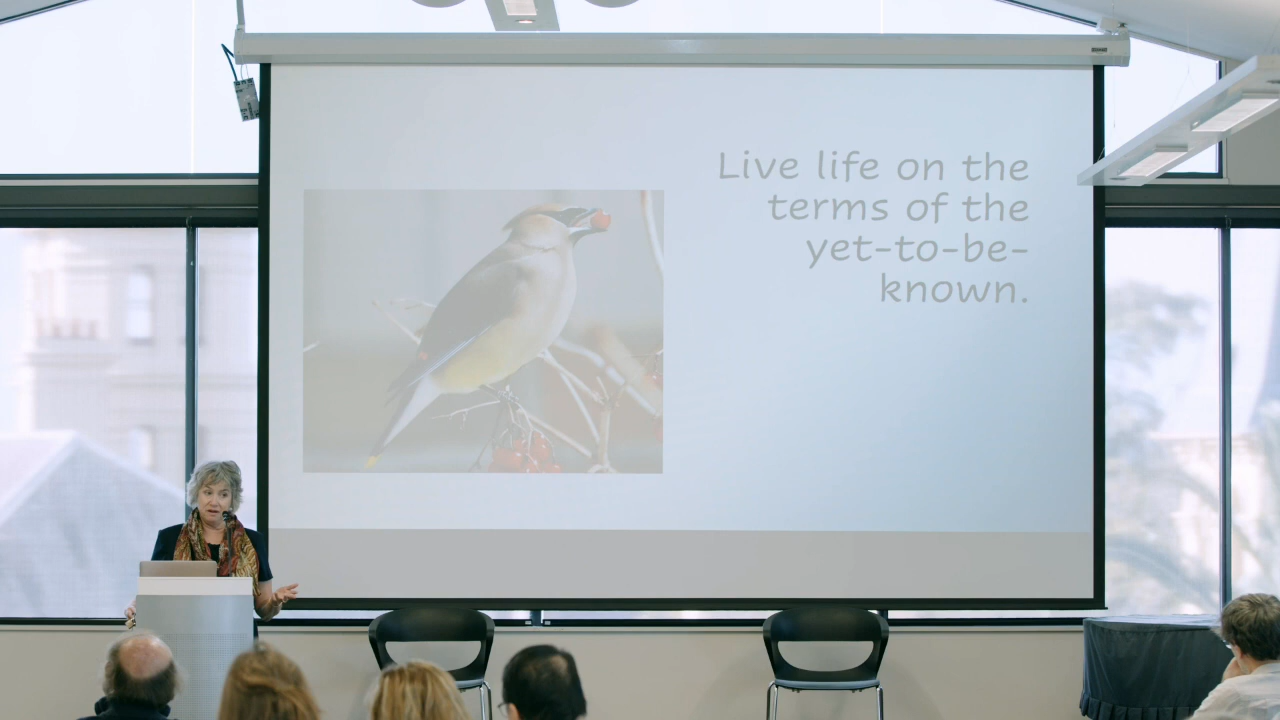 Live life on the
terms of the
yet-to-be-
known.